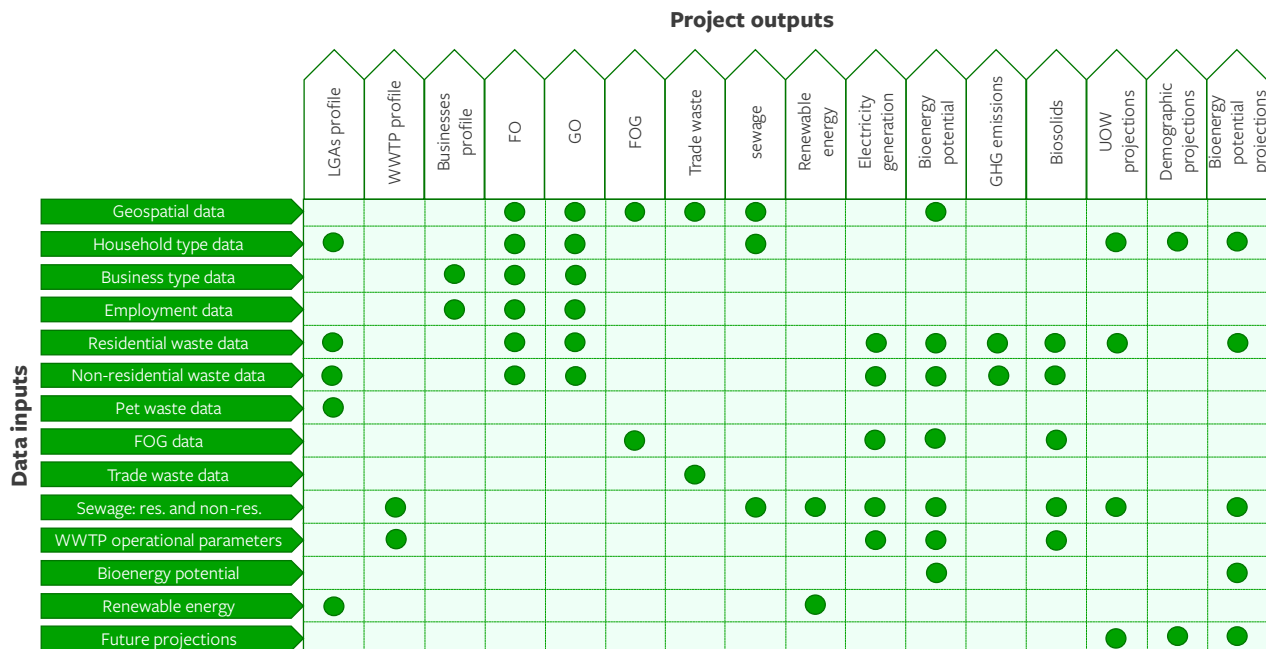 Project outputs
LGAs profile
WWTP profile
Businesses
profile
FO
GO
FOG
Trade waste
sewage
Renewable
energy
Electricity
generation
Bioenergy
potential
GHG emissions
Biosolids
UOW
projections
Demographic
projections
Bioenergy
potential
projections
Data inputs
Geospatial data
Household type data
Business type data
Employment data
Residential waste data
Non-residential waste data
Pet waste data
FOG data
Trade waste data
Sewage: res. and non-res.
WWTP operational parameters
Bioenergy potential
Renewable energy
Future projections